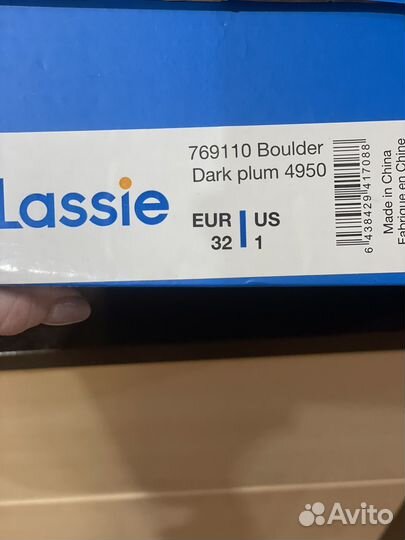 Lassie
769110 Boulder
Dark plum 4950
EUR US
32 1
6 438429 417088
Made in China
Fabriqué en Chine
Avito